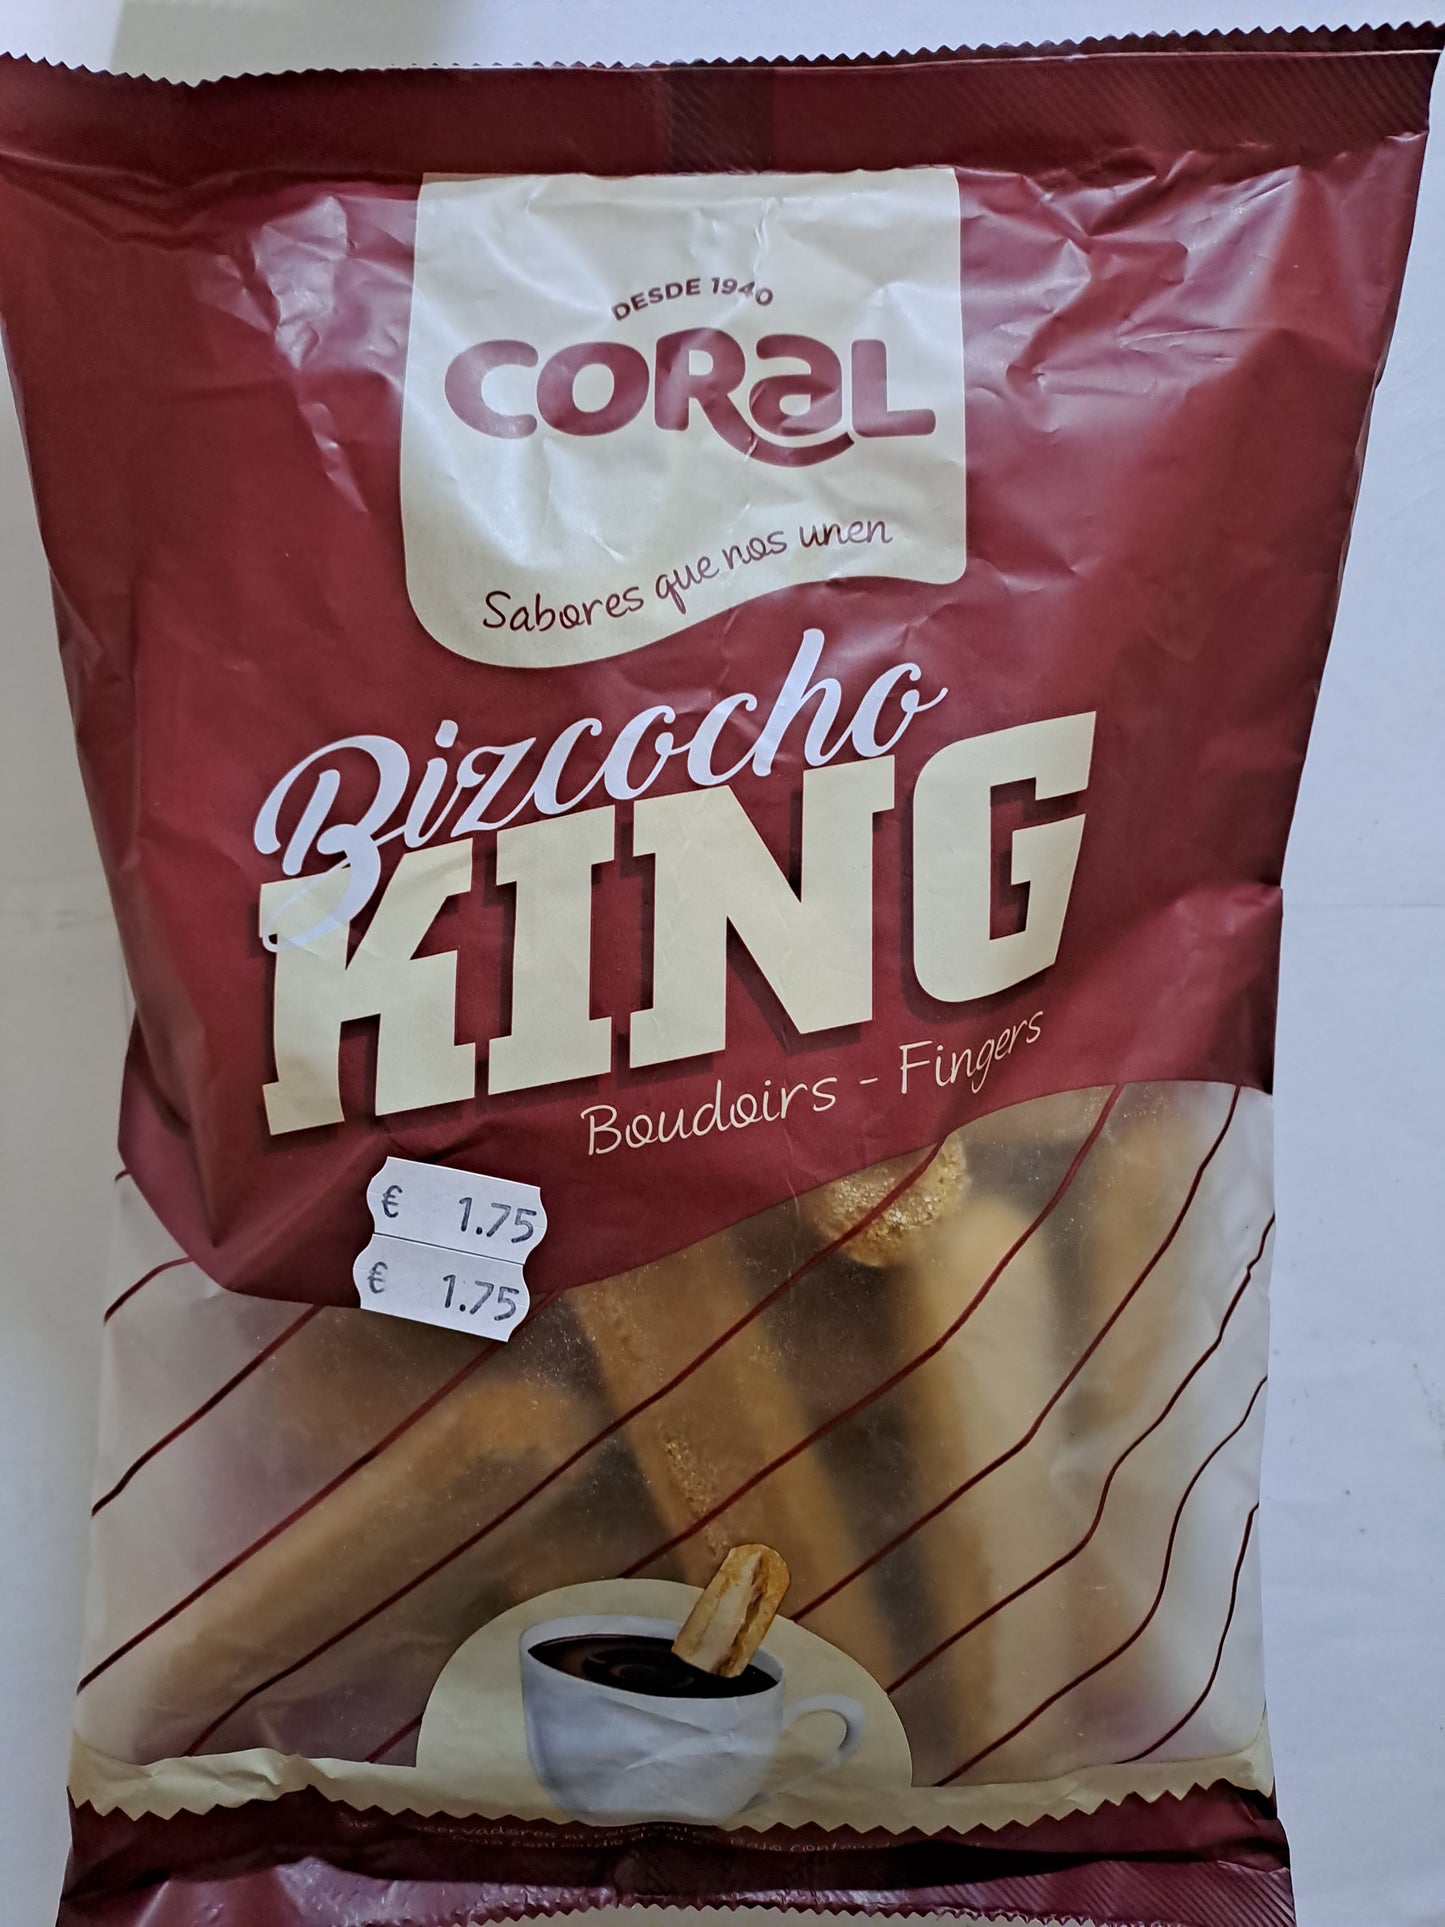 DESDE 1940
CORAL
Sabores que nos unen
Bizcocho
KING
Boudoirs - Fingers
€ 1.75
€ 1.75